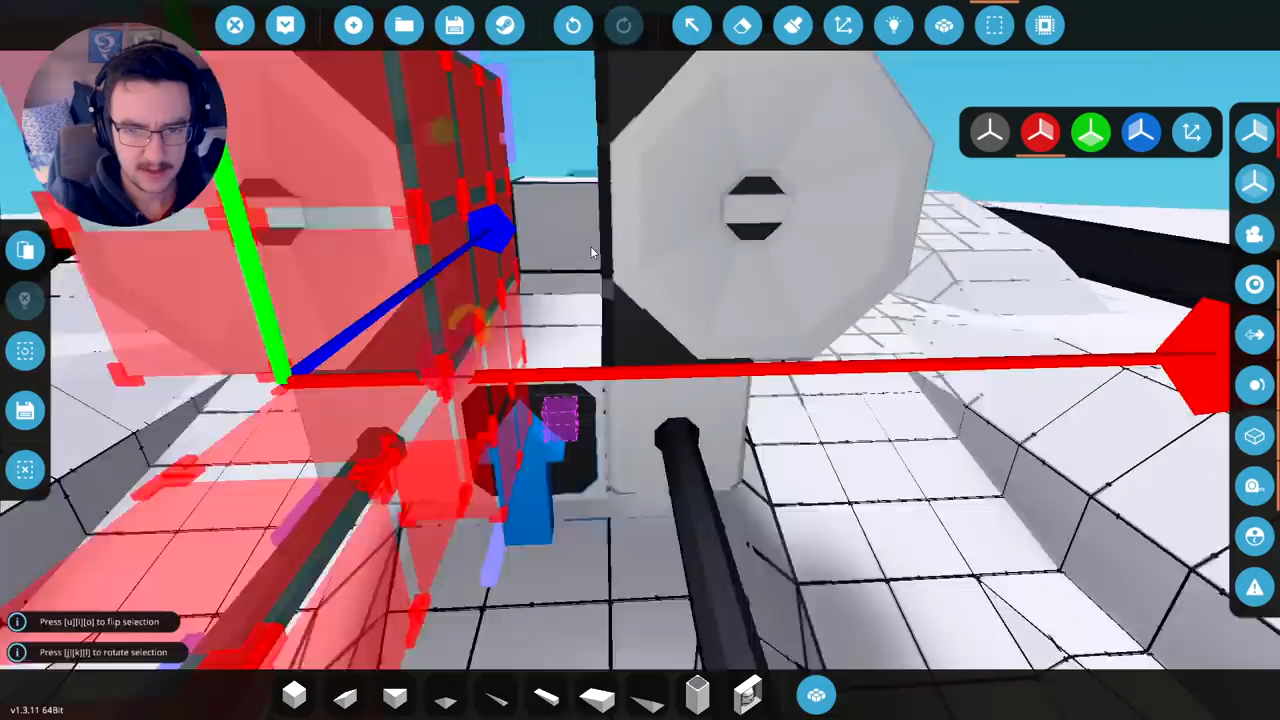 Press [u][i][o] to flip selection
Press [j][k][l] to rotate selection
v1.3.11 64Bit